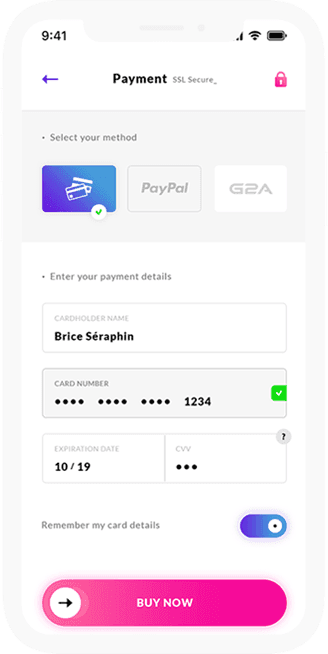 9:41
Payment SSL Secure_
• Select your method
PayPal G2A
• Enter your payment details
CARDHOLDER NAME
Brice Séraphin
CARD NUMBER
•••• •••• •••• 1234
?
EXPIRATION DATE CVV
10 / 19 •••
Remember my card details
BUY NOW